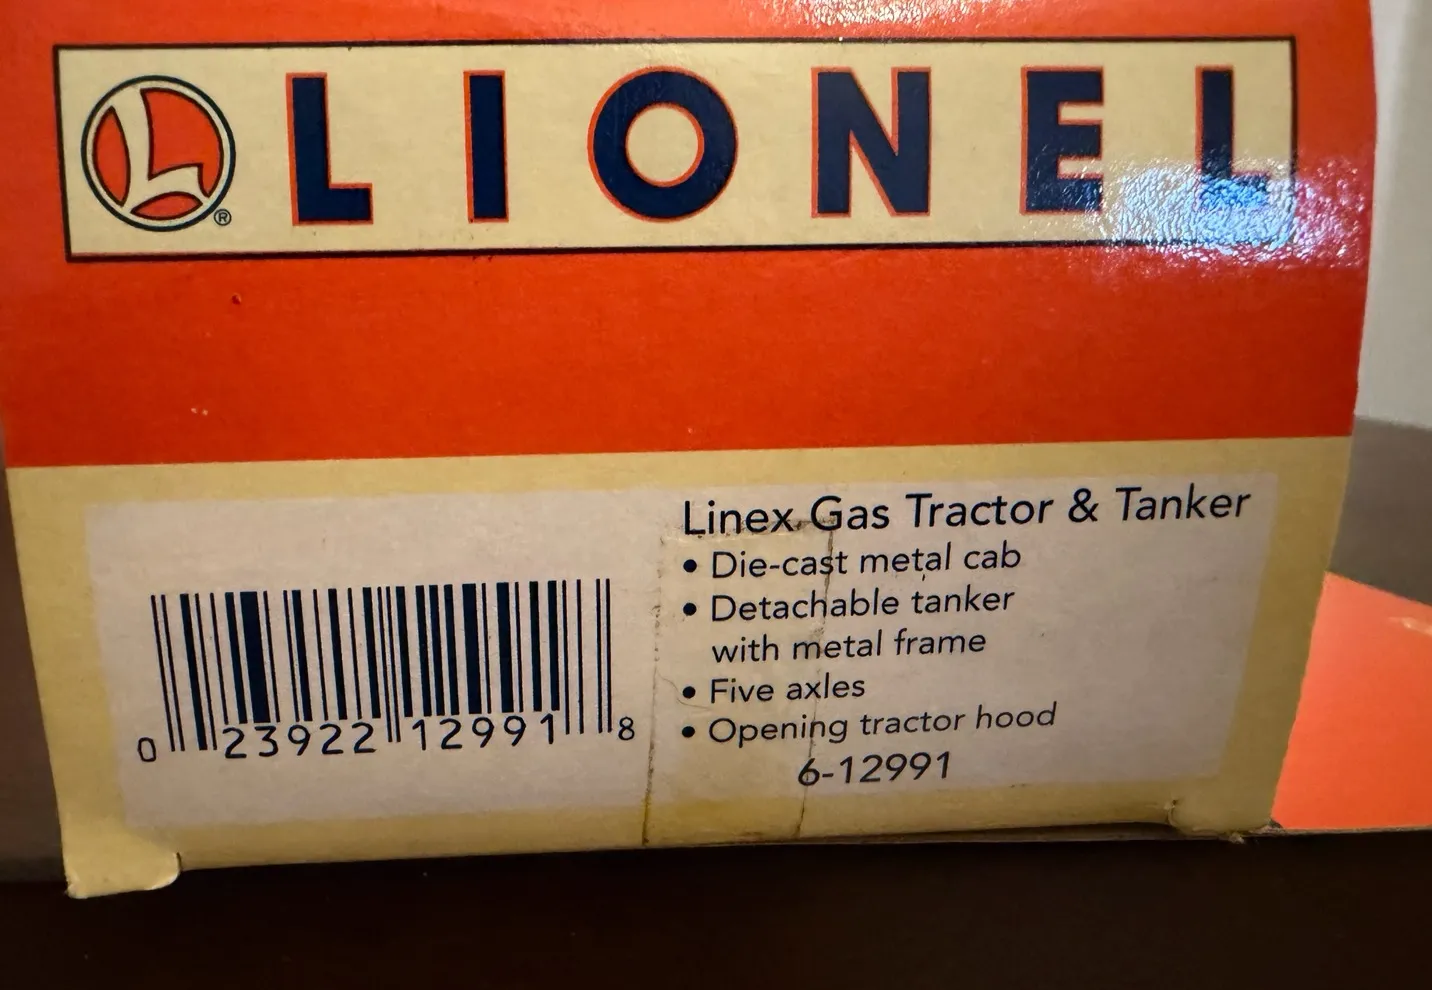 L ® LIONEL
Linex Gas Tractor & Tanker
• Die-cast metal cab
• Detachable tanker
with metal frame
• Five axles
• Opening tractor hood
6-12991
0 23922 12991 8